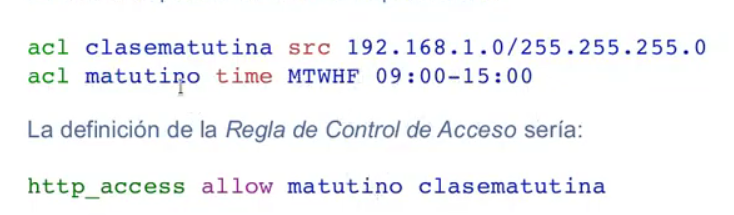 acl clasematutina src 192.168.1.0/255.255.255.0
acl matutino time MTWHF 09:00-15:00
La definición de la Regla de Control de Acceso sería:
http_access allow matutino clasematutina